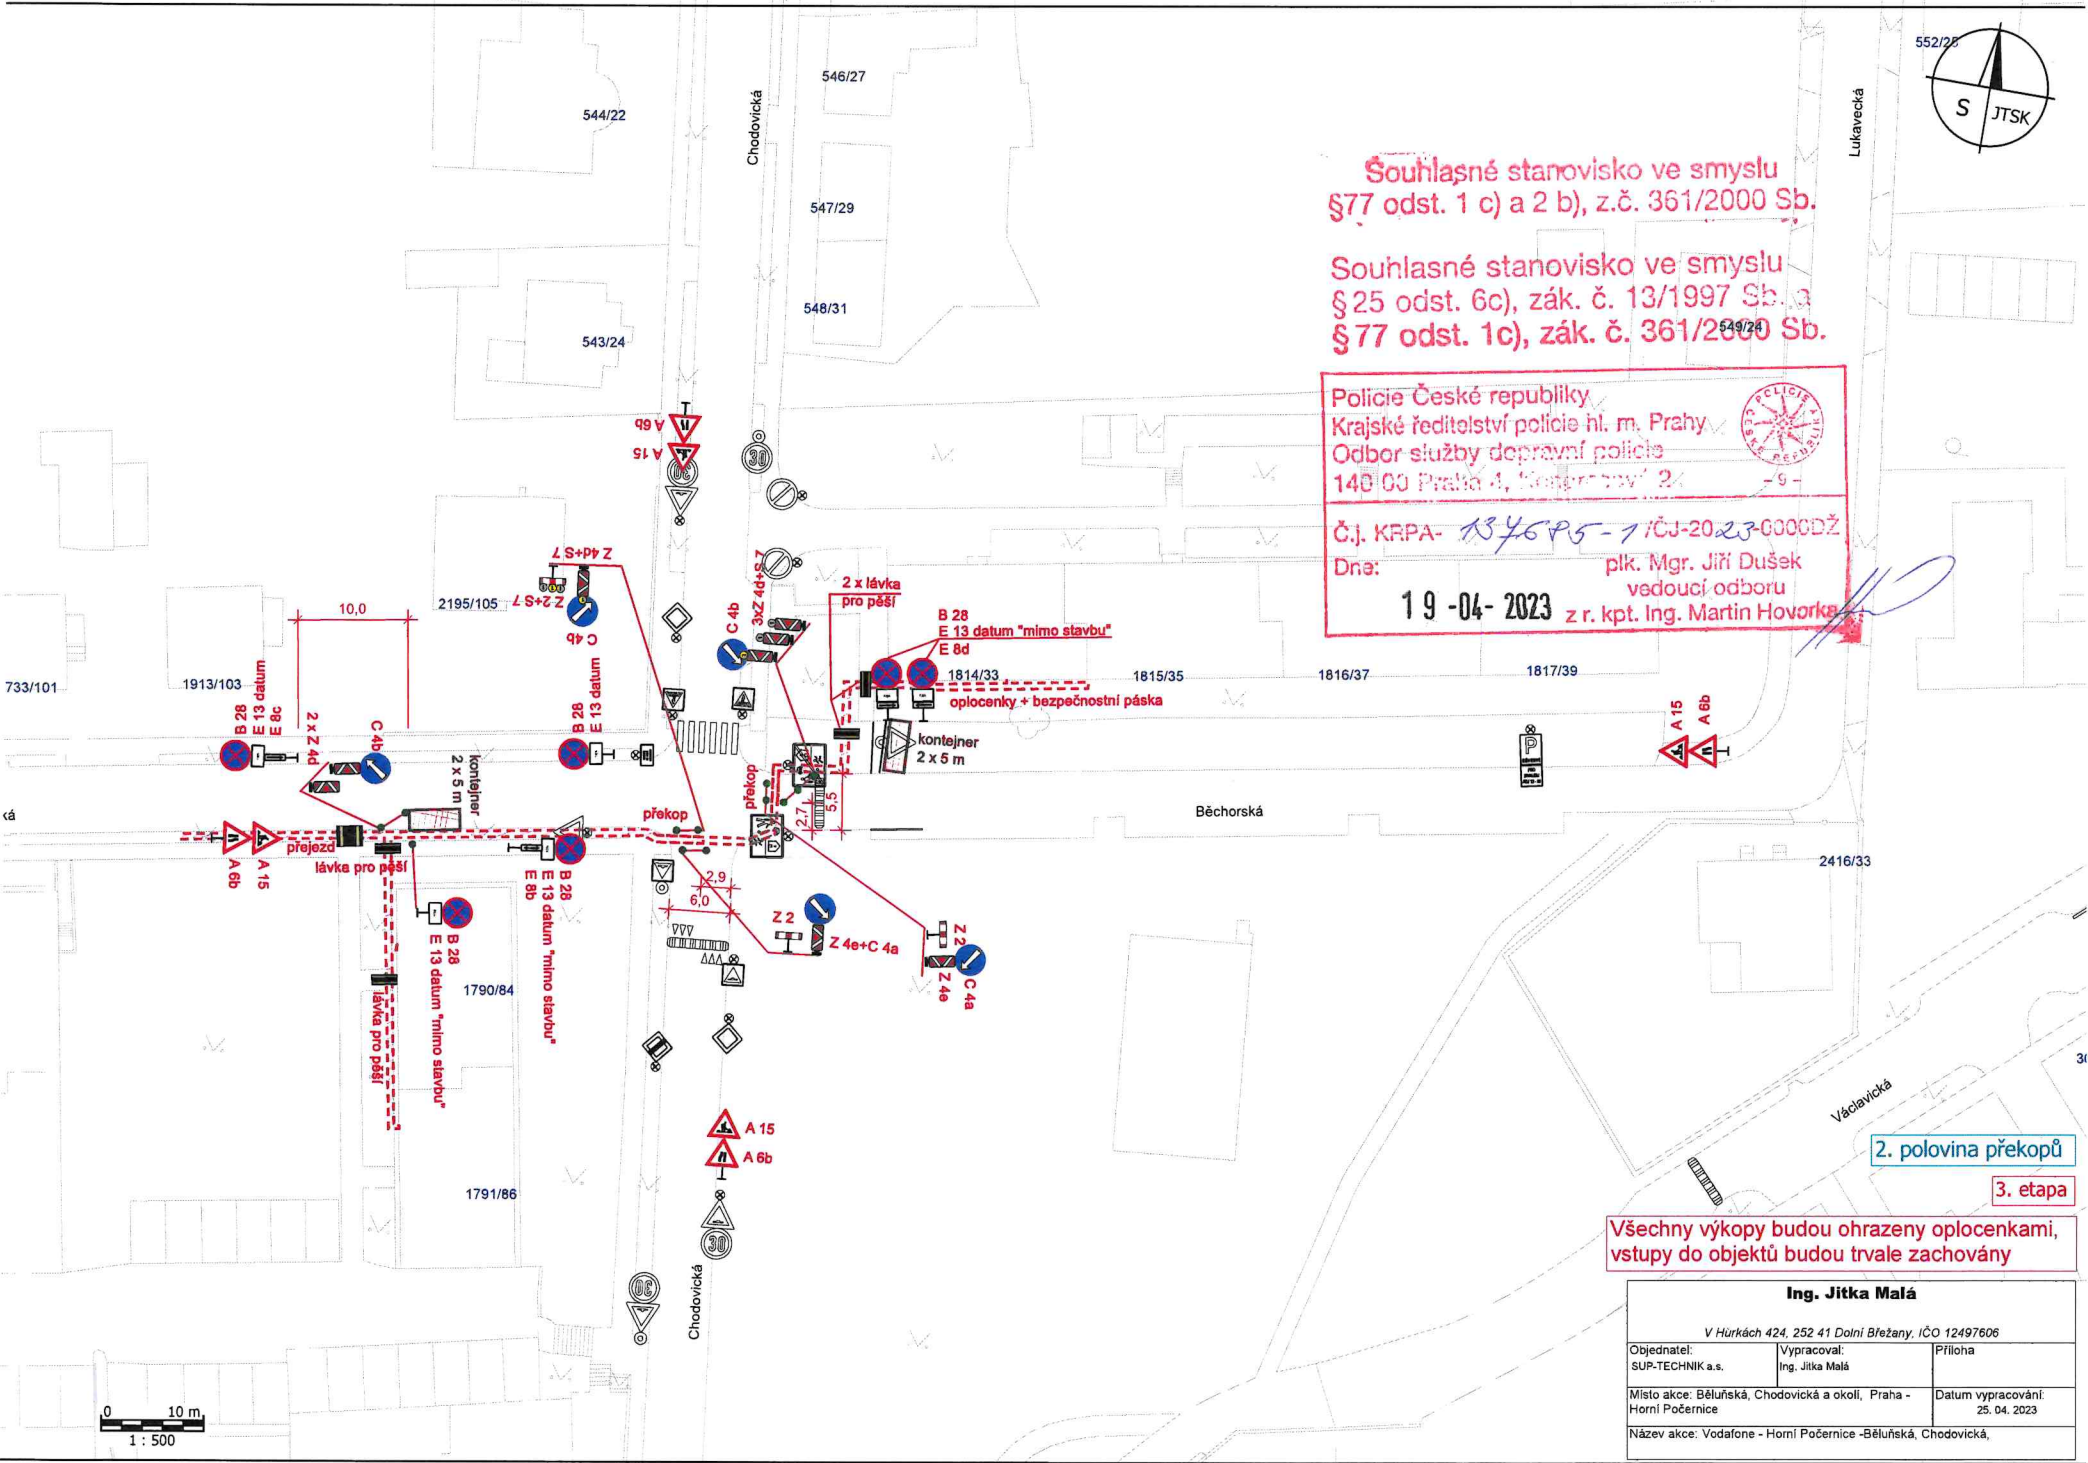 552/25
S JTSK
544/22
546/27
Chodovická
Lukavecká
547/29
548/31
543/24
549/24
Souhlasné stanovisko ve smyslu
§77 odst. 1 c) a 2 b), z.č. 361/2000 Sb.
Souhlasné stanovisko ve smyslu
§ 25 odst. 6c), zák. č. 13/1997 Sb. a
§ 77 odst. 1c), zák. č. 361/2000 Sb.
Policie České republiky
Krajské ředitelství policie hl. m. Prahy
Odbor služby dopravní policie
140 00 Praha 4,
- 9 -
Č.j. KRPA- /ČJ-2023-0000DŽ
Dne:
plk. Mgr. Jiří Dušek
vedoucí odboru
19 -04- 2023
z r. kpt. Ing. Martin Hovorka
A 6b
A 15
30
30
Z 4d+S 7
Z 2+S 7
C 4b
C 4b
3xZ 4d+S 7
2 x lávka
pro pěší
B 28
E 13 datum "mimo stavbu"
E 8d
10,0
2195/105
733/101
1913/103
1814/33
1815/35
1816/37
1817/39
oplocenky + bezpečnostní páska
B 28
E 13 datum
E 8c
2 x Z 4d
C 4b
kontejner
2 x 5 m
B 28
E 13 datum
kontejner
2 x 5 m
překop
překop
2,7
5,5
P
A 15
A 6b
Běchorská
ká
přejezd
lávka pro pěší
A 6b
A 15
B 28
E 13 datum "mimo stavbu"
E 8b
B 28
E 13 datum "mimo stavbu"
lávka pro pěší
2,9
6,0
Z 2
Z 4e+C 4a
Z 2
Z 4e
C 4a
2416/33
1790/84
1791/86
A 15
A 6b
30
30
Chodovická
Václavická
30
2. polovina překopů
3. etapa
Všechny výkopy budou ohrazeny oplocenkami,
vstupy do objektů budou trvale zachovány
Ing. Jitka Malá
V Hůrkách 424, 252 41 Dolní Břežany, IČO 12497606
Objednatel:
SUP-TECHNIK a.s.
Vypracoval:
Ing. Jitka Malá
Příloha
Místo akce: Běluňská, Chodovická a okolí, Praha -
Horní Počernice
Datum vypracování:
25. 04. 2023
Název akce: Vodafone - Horní Počernice -Běluňská, Chodovická,
0 10 m
1 : 500